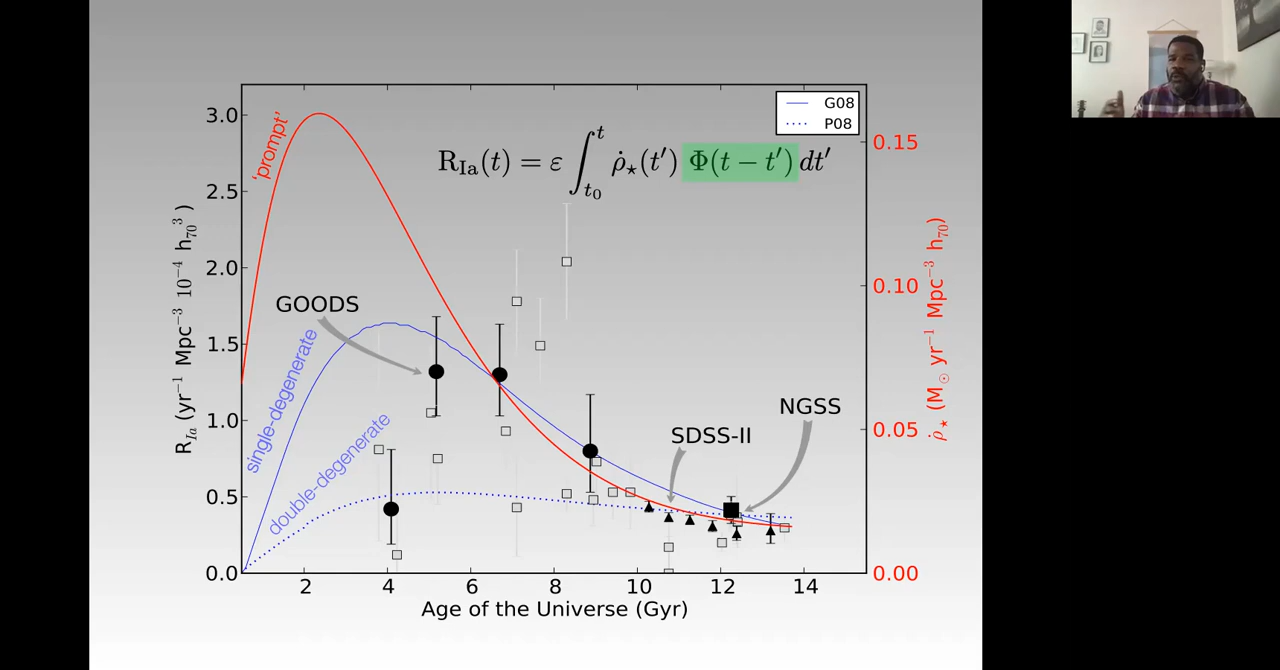 G08
P08
R_Ia(t) = ε ∫_{t_0}^{t} ρ̇_⋆(t′) Φ(t − t′) dt′
'prompt'
GOODS
single-degenerate
double-degenerate
SDSS-II
NGSS
R_Ia (yr⁻¹ Mpc⁻³ 10⁻⁴ h₇₀³ )
3.0
2.5
2.0
1.5
1.0
0.5
0.0
0.15
0.10
0.05
0.00
ρ̇_⋆ (M_⊙ yr⁻¹ Mpc⁻³ h₇₀)
2 4 6 8 10 12 14
Age of the Universe (Gyr)